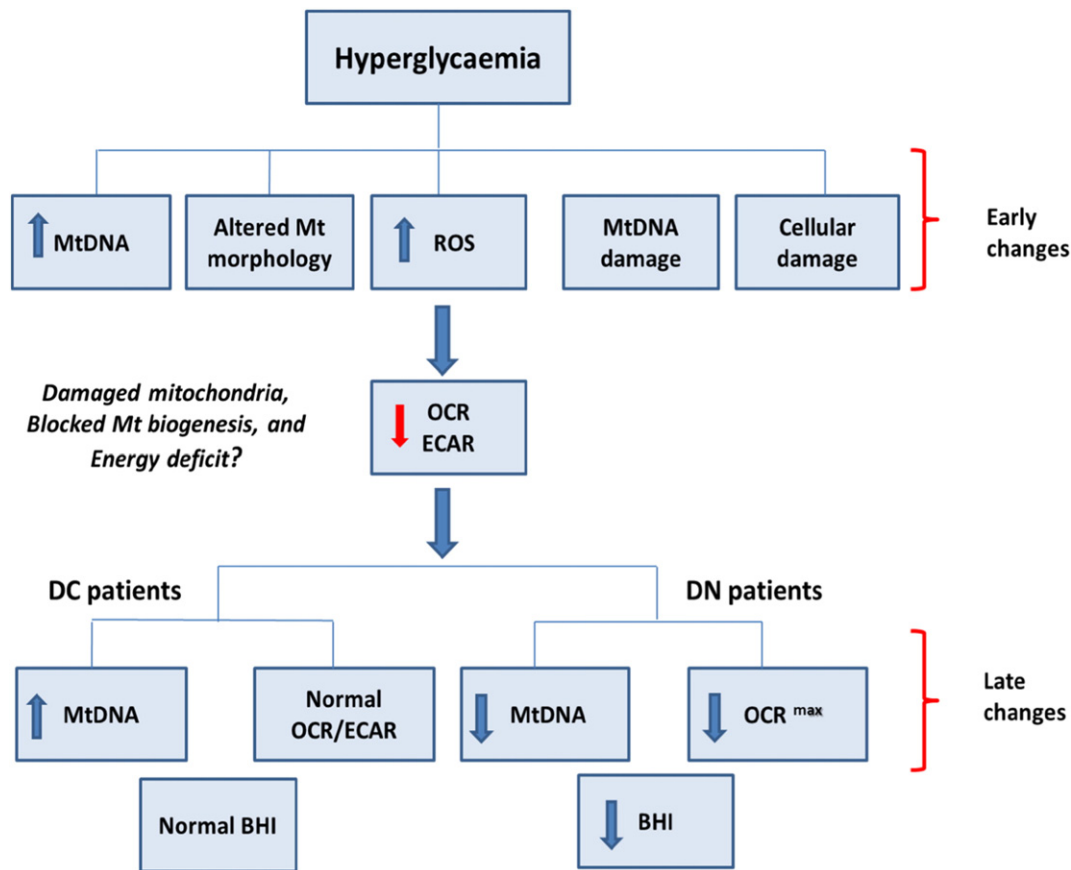 Hyperglycaemia
MtDNA
Altered Mt
morphology
ROS
MtDNA
damage
Cellular
damage
Early
changes
Damaged mitochondria,
Blocked Mt biogenesis, and
Energy deficit?
OCR
ECAR
DC patients
DN patients
MtDNA
Normal
OCR/ECAR
MtDNA
OCR max
Late
changes
Normal BHI
BHI